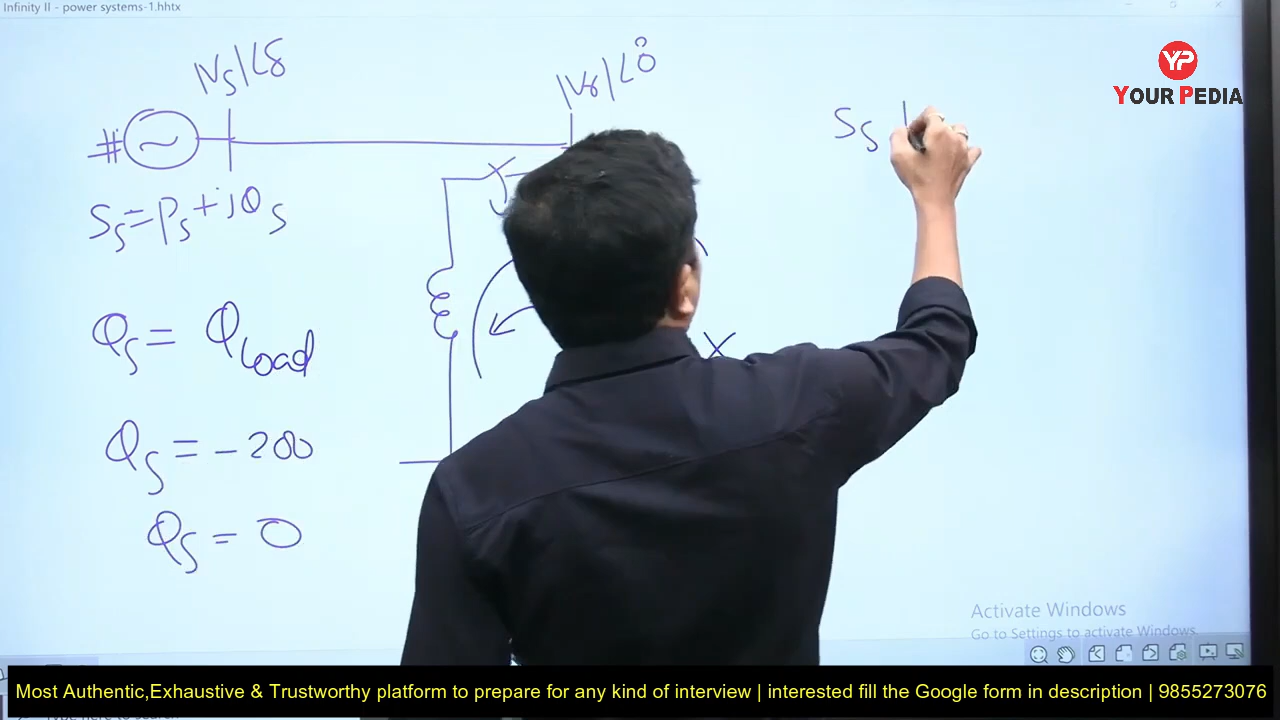 Infinity II - power systems-1.hhtx
|Vs|∠δ
|Vr|∠0°
YP
YOUR PEDIA
Ss
Ss = Ps + jQs
Qs = Qload
X
Qs = -200
Qs = 0
Activate Windows
Go to Settings to activate Windows.
Most Authentic,Exhaustive & Trustworthy platform to prepare for any kind of interview | interested fill the Google form in description | 9855273076